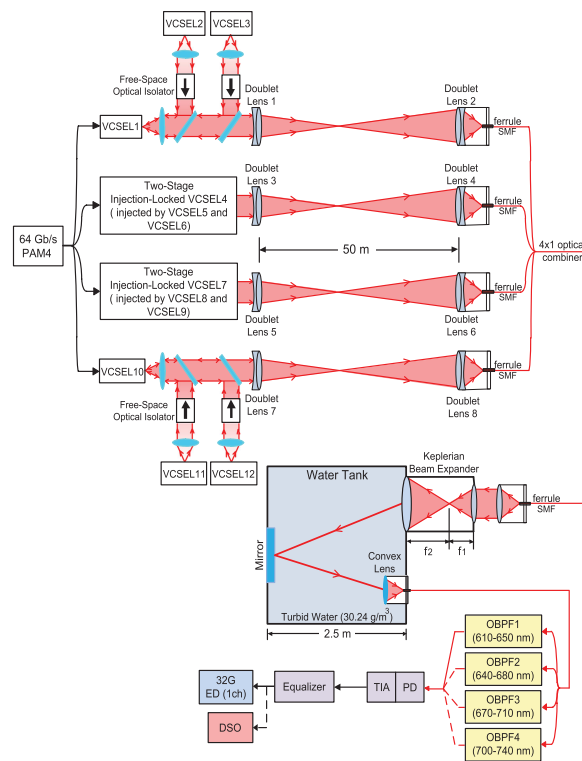 VCSEL2
VCSEL3
Free-Space
Optical Isolator
Doublet
Lens 1
Doublet
Lens 2
VCSEL1
ferrule
SMF
Two-Stage
Injection-Locked VCSEL4
( injected by VCSEL5 and
VCSEL6)
Doublet
Lens 3
Doublet
Lens 4
ferrule
SMF
64 Gb/s
PAM4
50 m
4x1 optical
combiner
Two-Stage
Injection-Locked VCSEL7
( injected by VCSEL8 and
VCSEL9)
Doublet
Lens 5
Doublet
Lens 6
ferrule
SMF
VCSEL10
Free-Space
Optical Isolator
Doublet
Lens 7
Doublet
Lens 8
ferrule
SMF
VCSEL11
VCSEL12
Keplerian
Beam Expander
Water Tank
ferrule
SMF
f2
f1
Mirror
Convex
Lens
Turbid Water (30.24 g/m3)
2.5 m
OBPF1
(610-650 nm)
OBPF2
(640-680 nm)
OBPF3
(670-710 nm)
OBPF4
(700-740 nm)
32G
ED (1ch)
Equalizer
TIA
PD
DSO